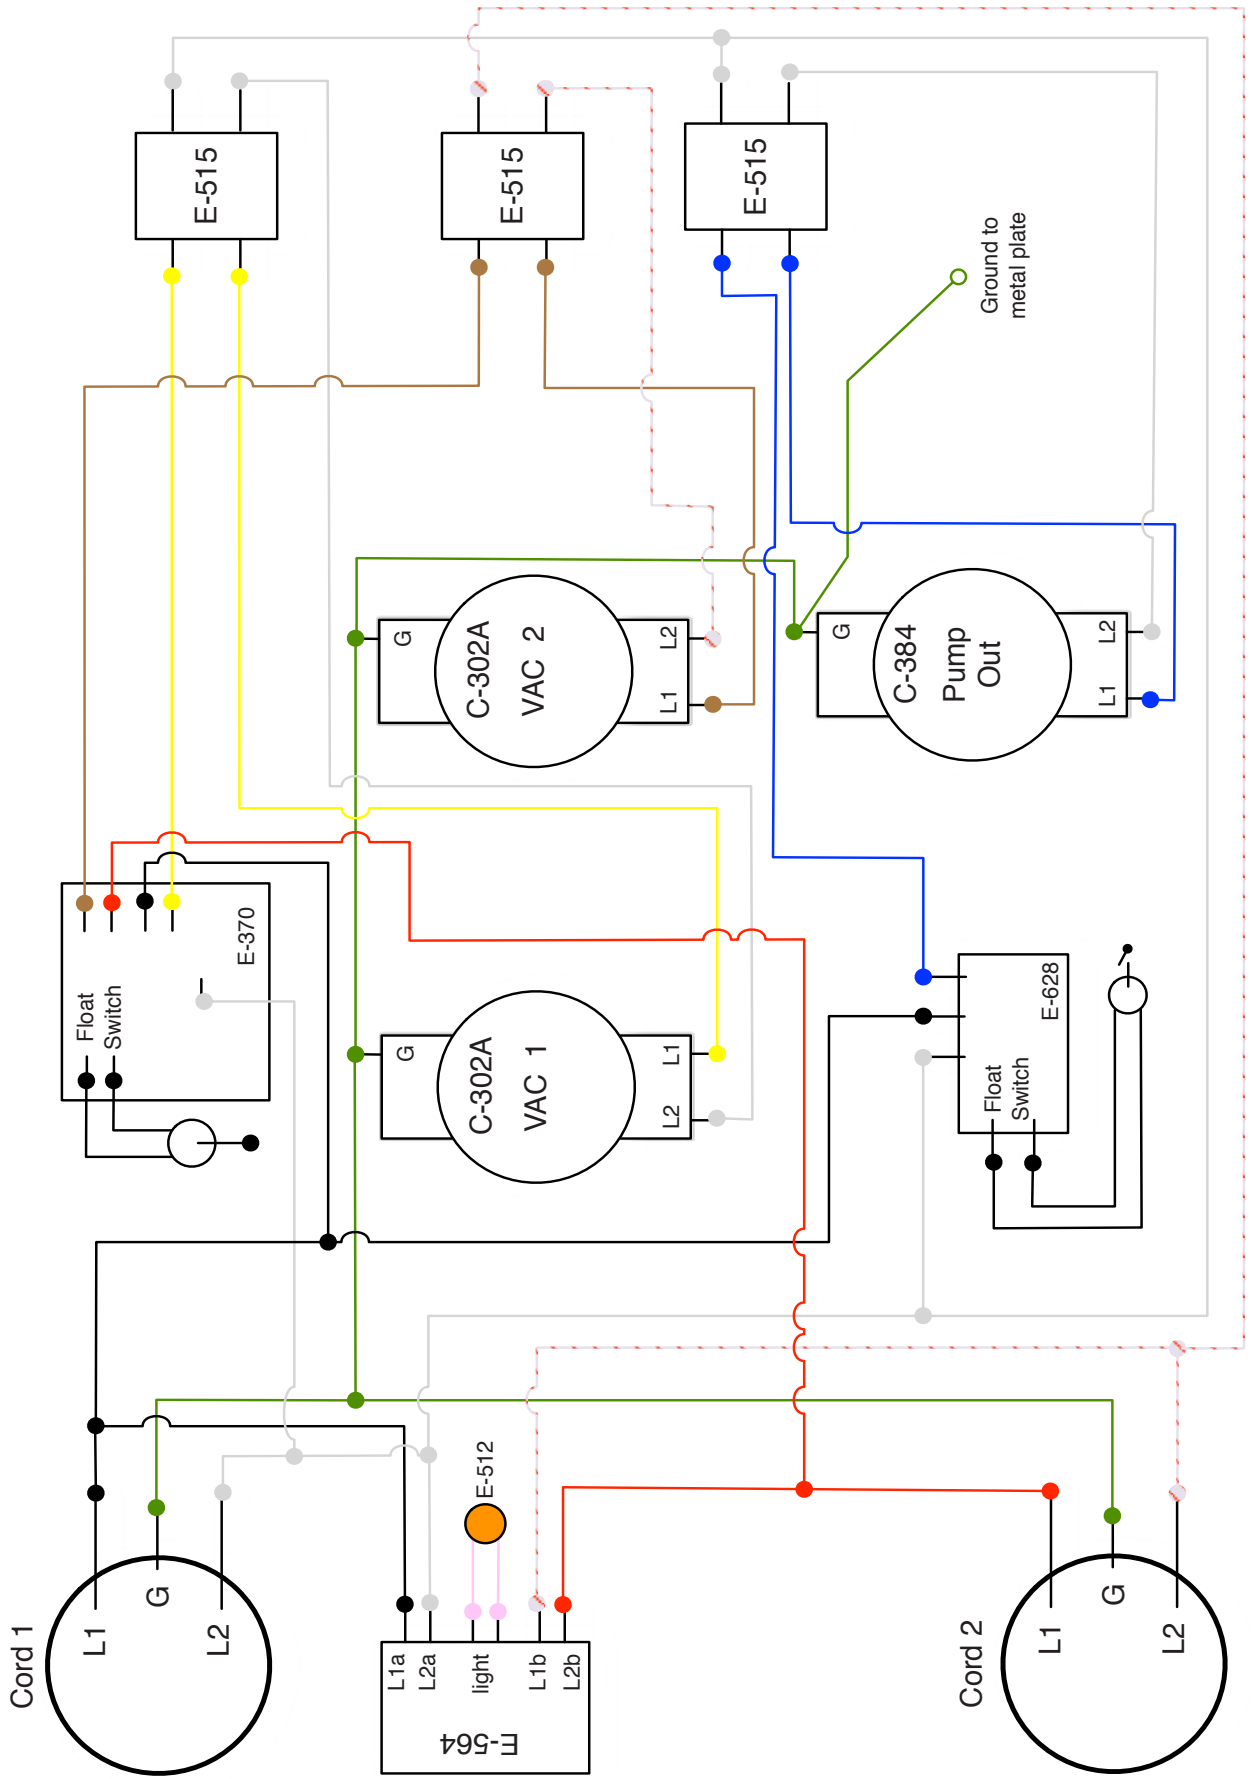 E-515
E-515
E-515
Ground to
metal plate
G
C-302A
VAC 2
L2
L1
G
C-384
Pump
Out
L2
L1
E-370
Float
Switch
G
C-302A
VAC 1
L1
L2
E-628
Float
Switch
E-512
Cord 1
L1
G
L2
L1a
L2a
light
L1b
L2b
E-564
Cord 2
L1
G
L2